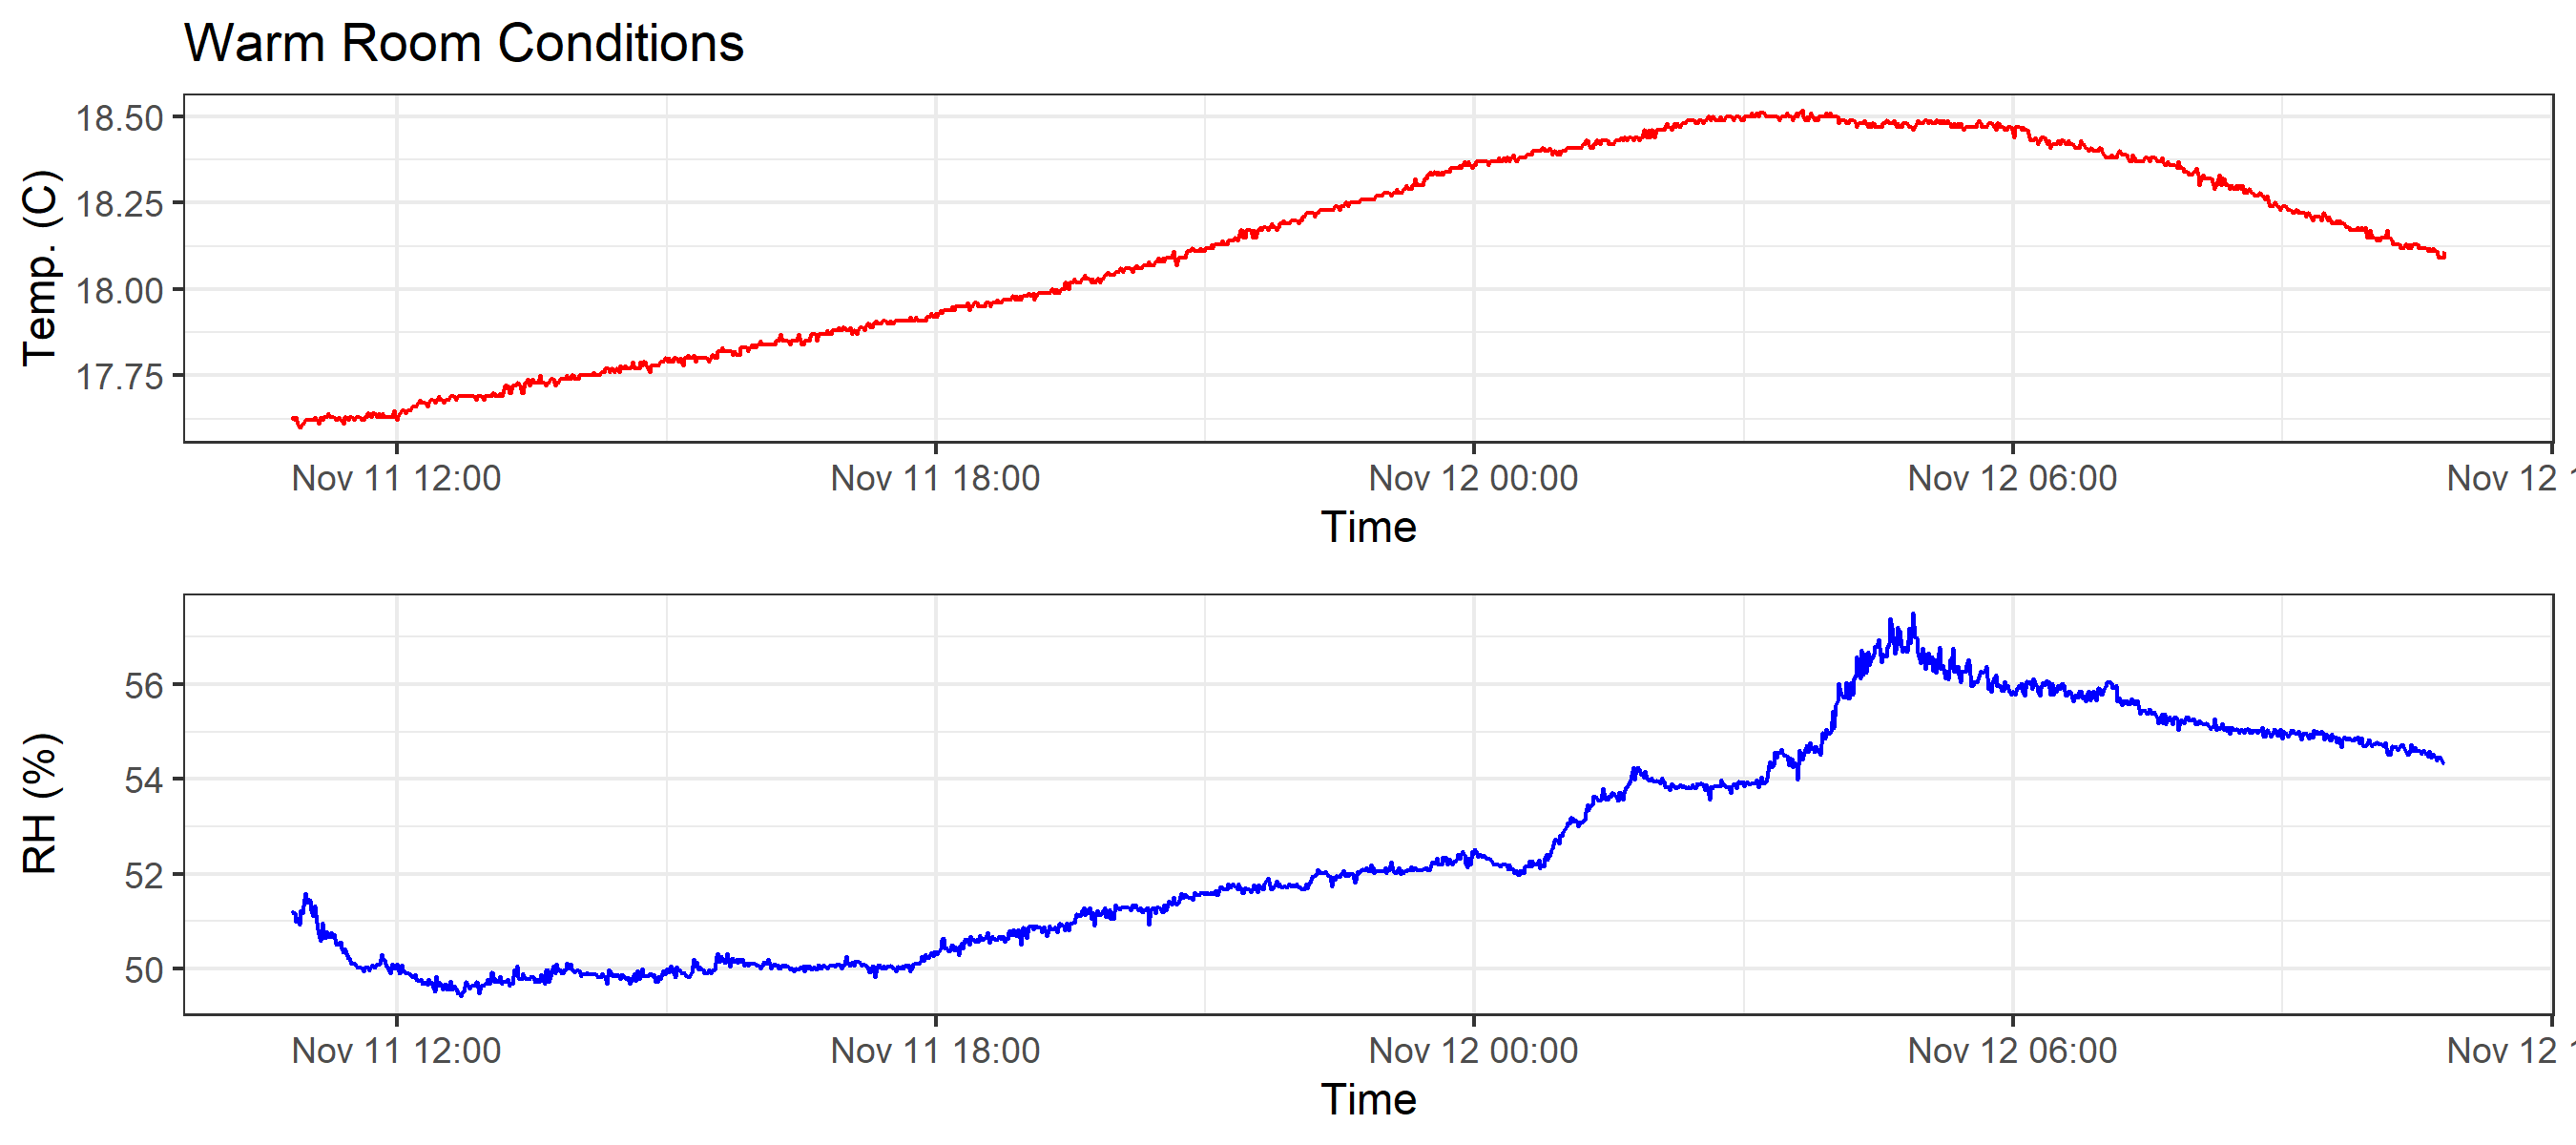 Warm Room Conditions
18.50
18.25
18.00
17.75
Temp. (C)
Nov 11 12:00 Nov 11 18:00 Nov 12 00:00 Nov 12 06:00 Nov 12 1
Time
56
54
52
50
RH (%)
Nov 11 12:00 Nov 11 18:00 Nov 12 00:00 Nov 12 06:00 Nov 12 1
Time